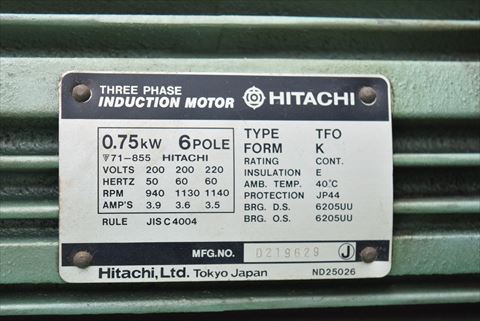 THREE PHASE
INDUCTION MOTOR HITACHI
0.75kW 6POLE
71-855 HITACHI
VOLTS 200 200 220
HERTZ 50 60 60
RPM 940 1130 1140
AMP'S 3.9 3.6 3.5
RULE JIS C 4004
TYPE TFO
FORM K
RATING CONT.
INSULATION E
AMB. TEMP. 40°C
PROTECTION JP44
BRG. D.S. 6205UU
BRG. O.S. 6205UU
MFG.NO. 0219629 J
Hitachi, Ltd. Tokyo Japan ND25026